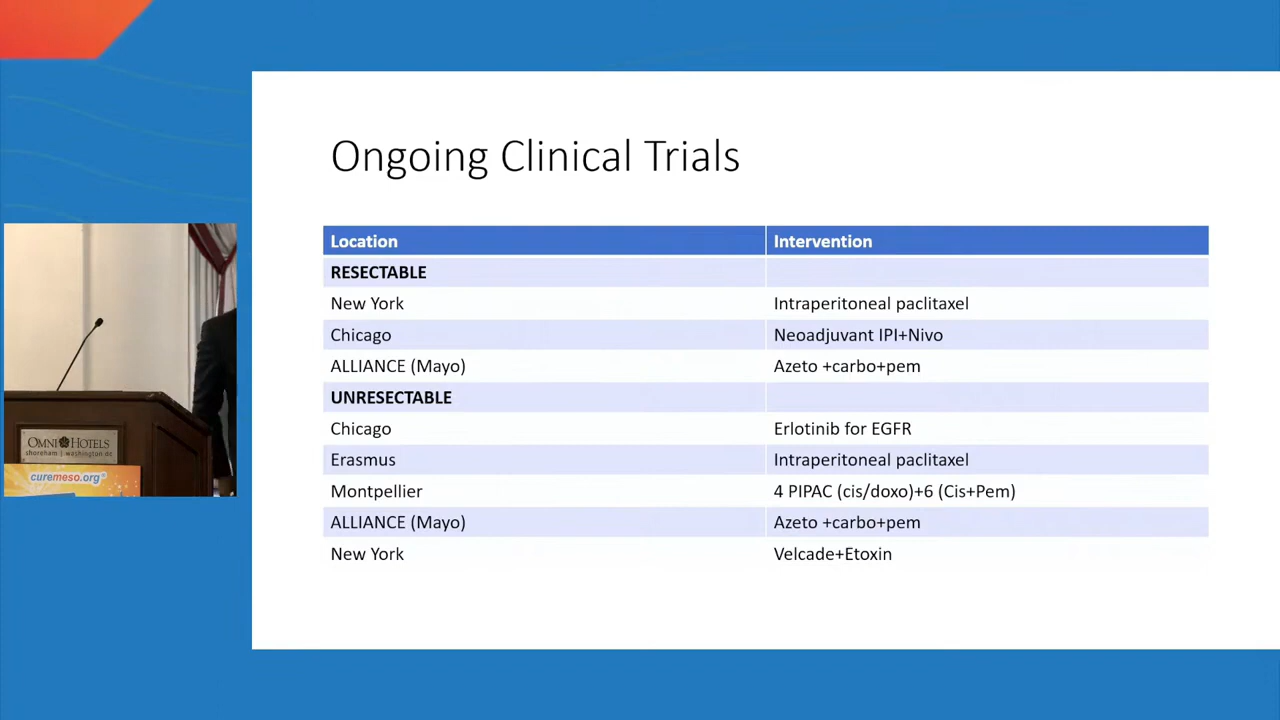 Ongoing Clinical Trials
Location Intervention
RESECTABLE
New York Intraperitoneal paclitaxel
Chicago Neoadjuvant IPI+Nivo
ALLIANCE (Mayo) Azeto +carbo+pem
UNRESECTABLE
Chicago Erlotinib for EGFR
Erasmus Intraperitoneal paclitaxel
Montpellier 4 PIPAC (cis/doxo)+6 (Cis+Pem)
ALLIANCE (Mayo) Azeto +carbo+pem
New York Velcade+Etoxin
OMNI HOTELS
shoreham | washington dc
curemeso.org®